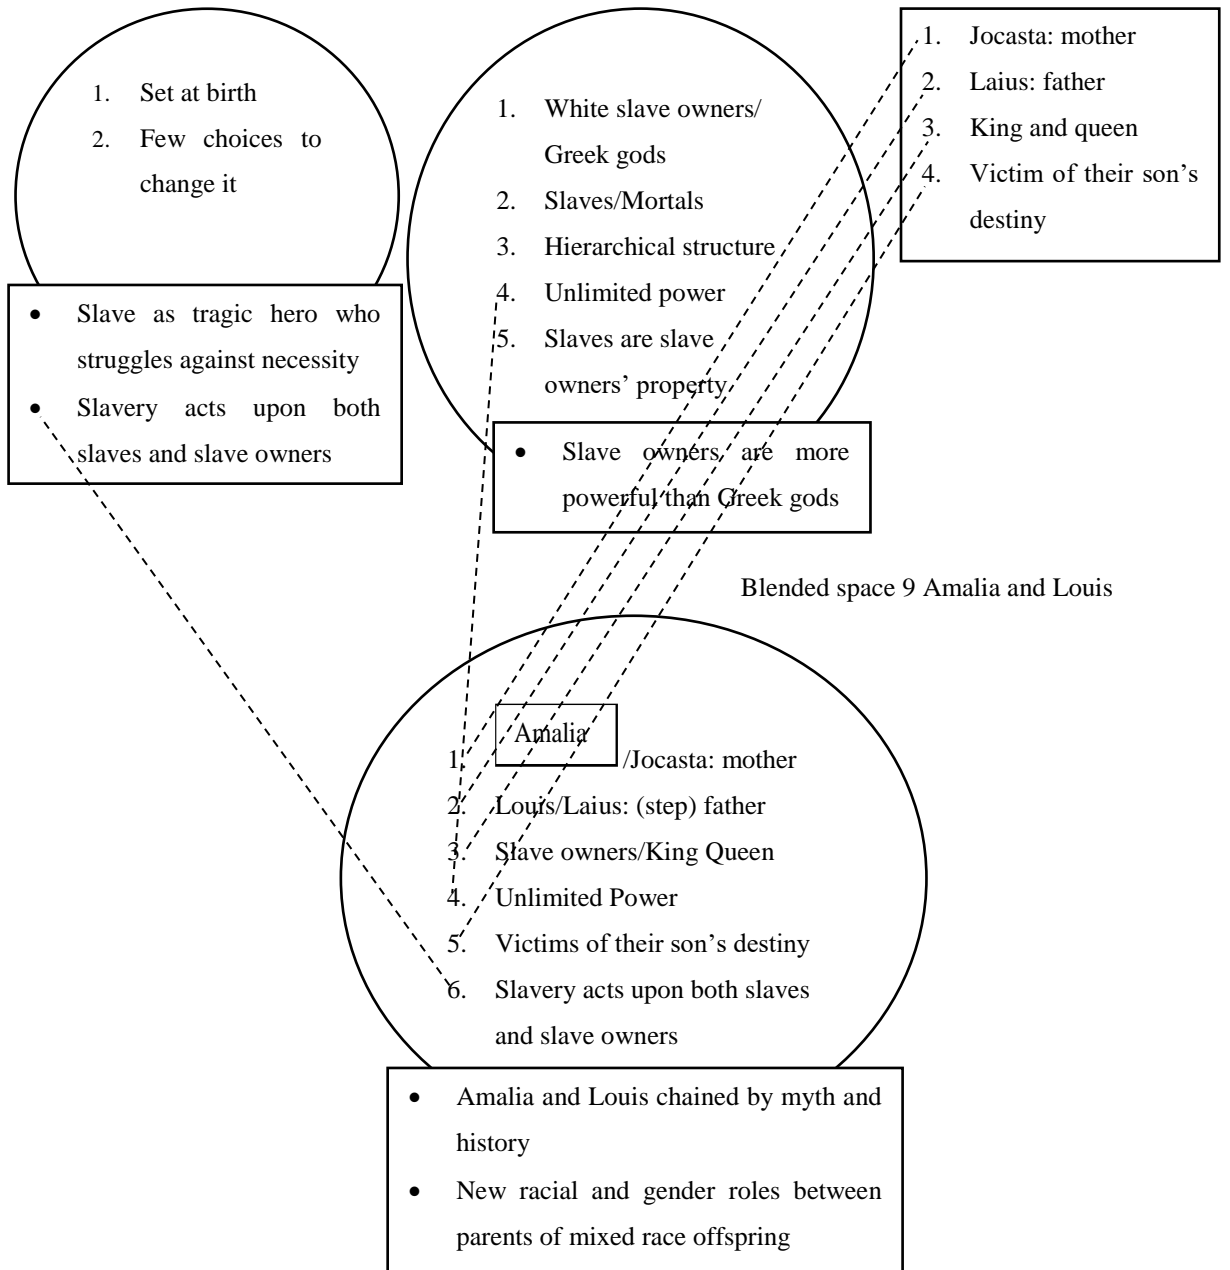 1. Set at birth
2. Few choices to
change it
• Slave as tragic hero who
struggles against necessity
• Slavery acts upon both
slaves and slave owners
1. White slave owners/
Greek gods
2. Slaves/Mortals
3. Hierarchical structure
4. Unlimited power
5. Slaves are slave
owners’ property
• Slave owners are more
powerful than Greek gods
1. Jocasta: mother
2. Laius: father
3. King and queen
4. Victim of their son’s
destiny
Blended space 9 Amalia and Louis
1. Amalia /Jocasta: mother
2. Louis/Laius: (step) father
3. Slave owners/King Queen
4. Unlimited Power
5. Victims of their son’s destiny
6. Slavery acts upon both slaves
and slave owners
• Amalia and Louis chained by myth and
history
• New racial and gender roles between
parents of mixed race offspring